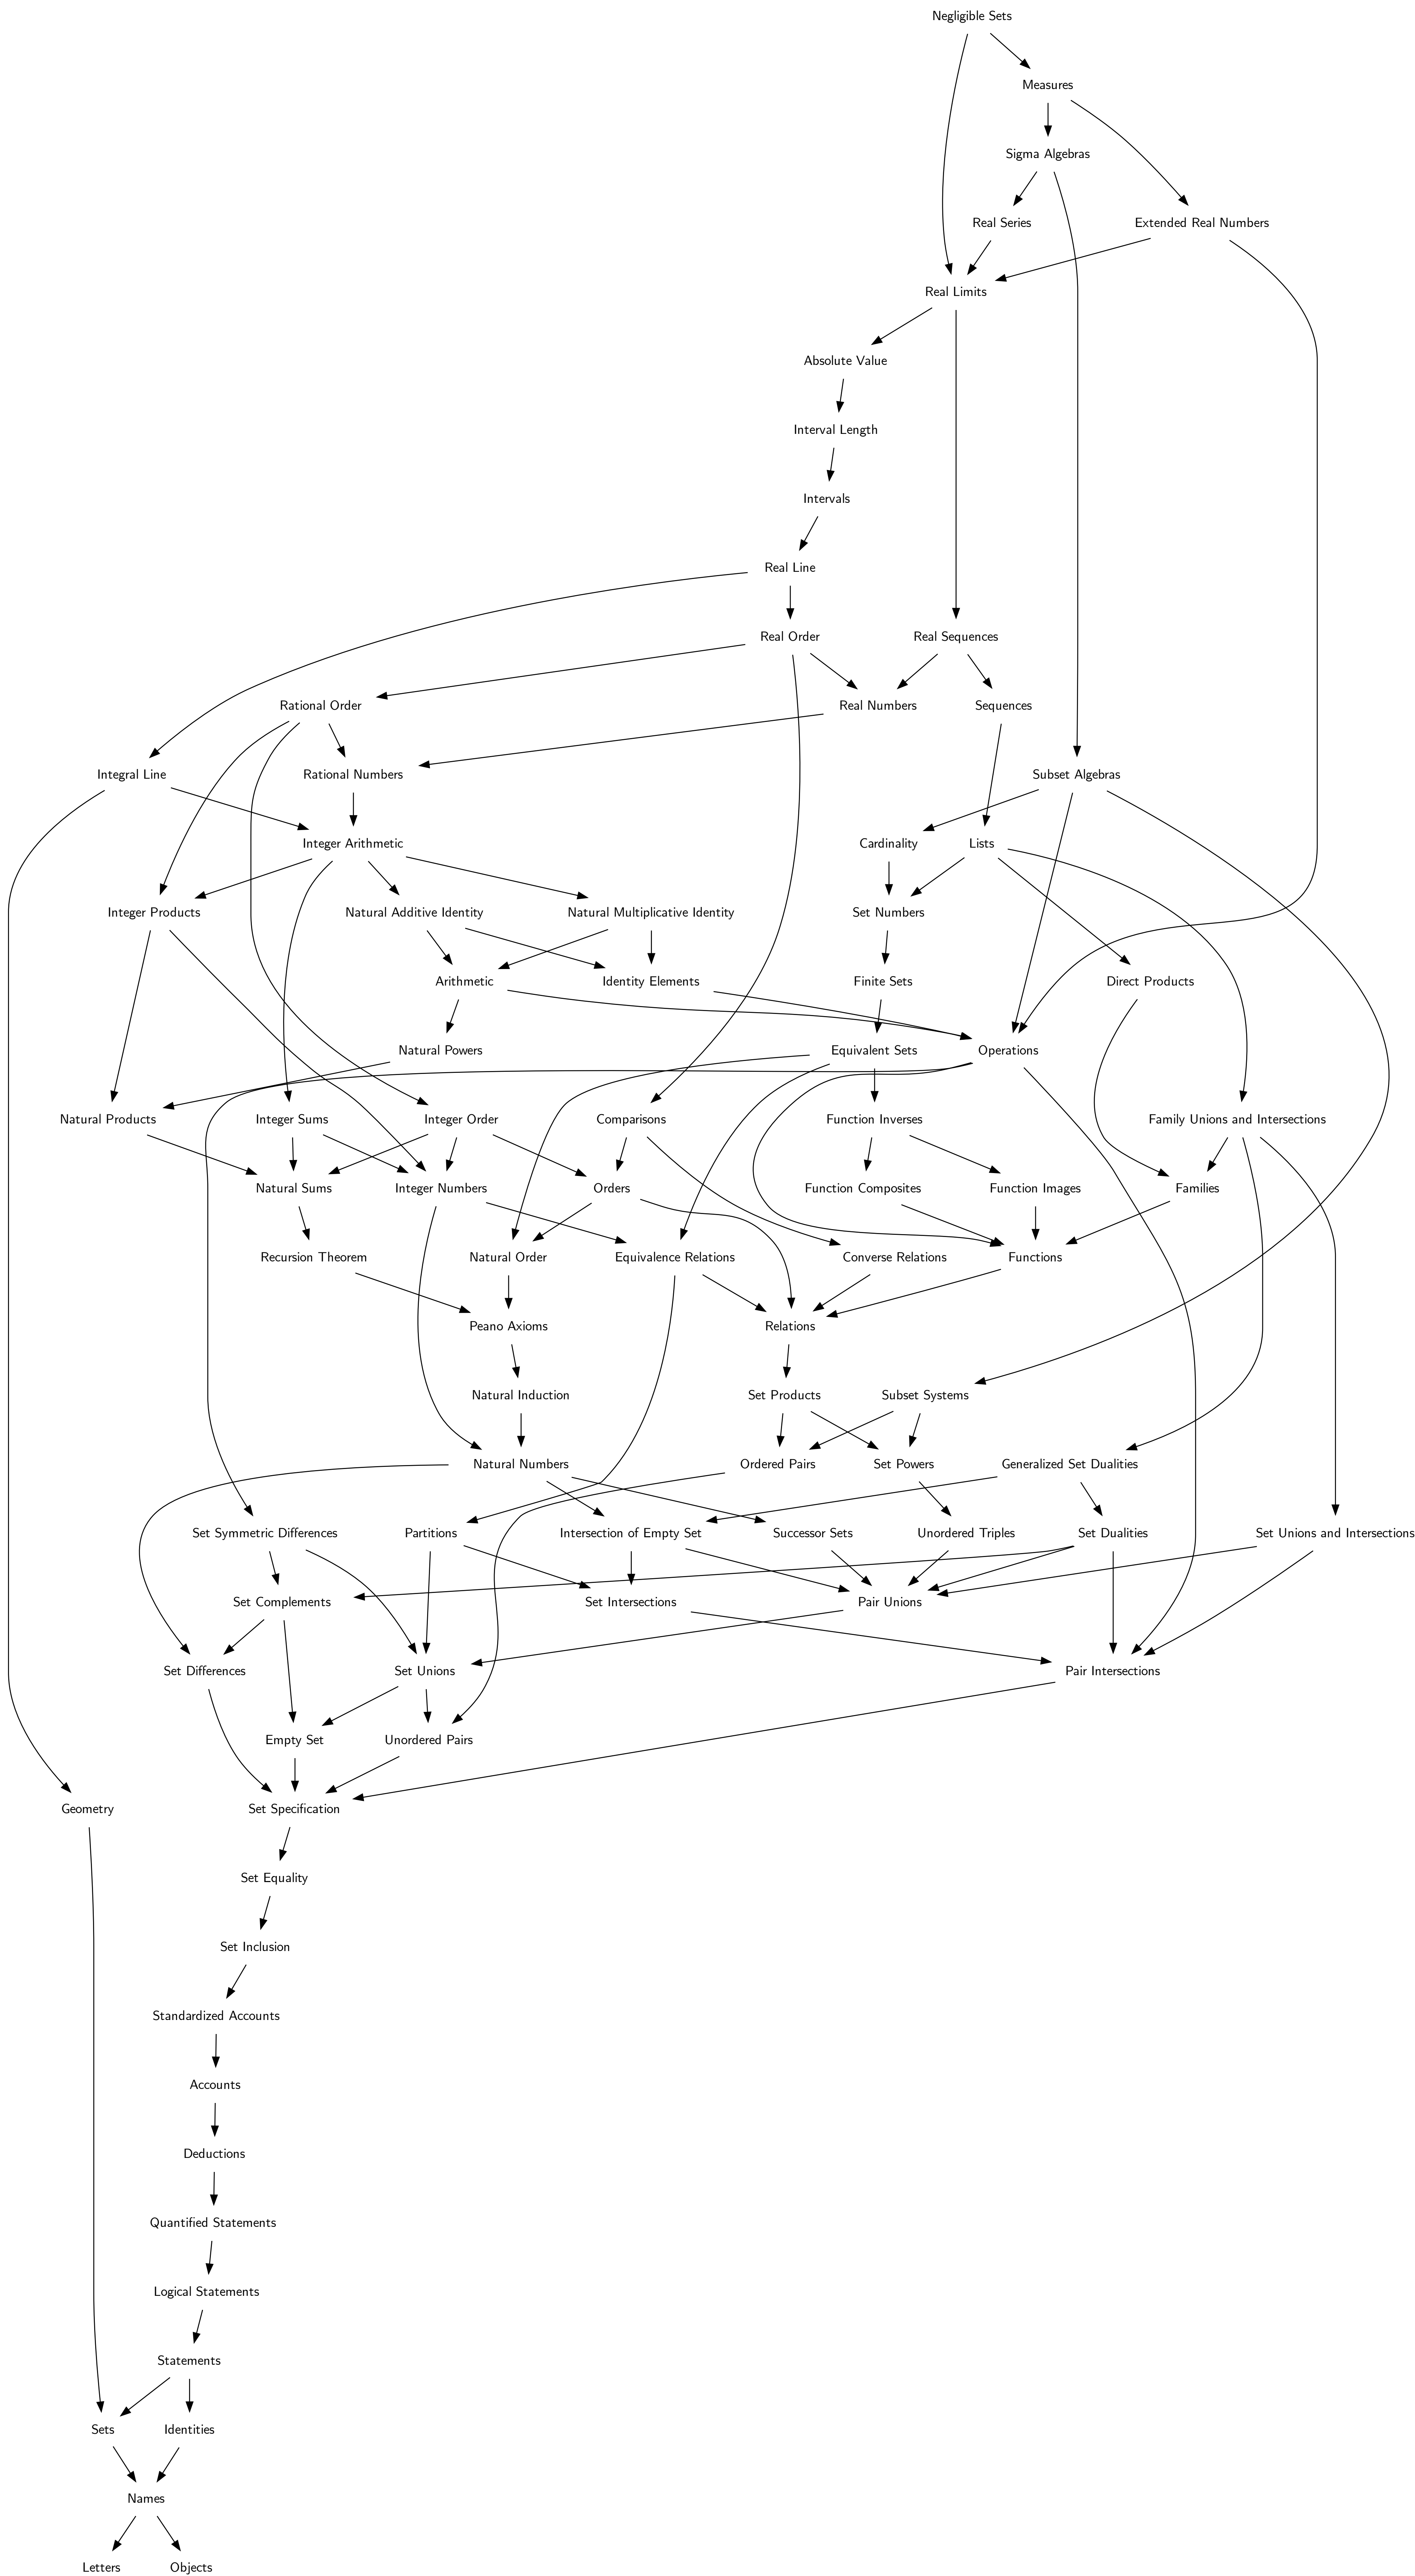 Negligible Sets
Measures
Sigma Algebras
Real Series
Extended Real Numbers
Real Limits
Absolute Value
Interval Length
Intervals
Real Line
Real Order
Real Sequences
Rational Order
Real Numbers
Sequences
Integral Line
Rational Numbers
Subset Algebras
Integer Arithmetic
Cardinality
Lists
Integer Products
Natural Additive Identity
Natural Multiplicative Identity
Set Numbers
Arithmetic
Identity Elements
Finite Sets
Direct Products
Natural Powers
Equivalent Sets
Operations
Natural Products
Integer Sums
Integer Order
Comparisons
Function Inverses
Family Unions and Intersections
Natural Sums
Integer Numbers
Orders
Function Composites
Function Images
Families
Recursion Theorem
Natural Order
Equivalence Relations
Converse Relations
Functions
Peano Axioms
Relations
Natural Induction
Set Products
Subset Systems
Natural Numbers
Ordered Pairs
Set Powers
Generalized Set Dualities
Set Symmetric Differences
Partitions
Intersection of Empty Set
Successor Sets
Unordered Triples
Set Dualities
Set Unions and Intersections
Set Complements
Set Intersections
Pair Unions
Set Differences
Set Unions
Pair Intersections
Empty Set
Unordered Pairs
Geometry
Set Specification
Set Equality
Set Inclusion
Standardized Accounts
Accounts
Deductions
Quantified Statements
Logical Statements
Statements
Sets
Identities
Names
Letters
Objects